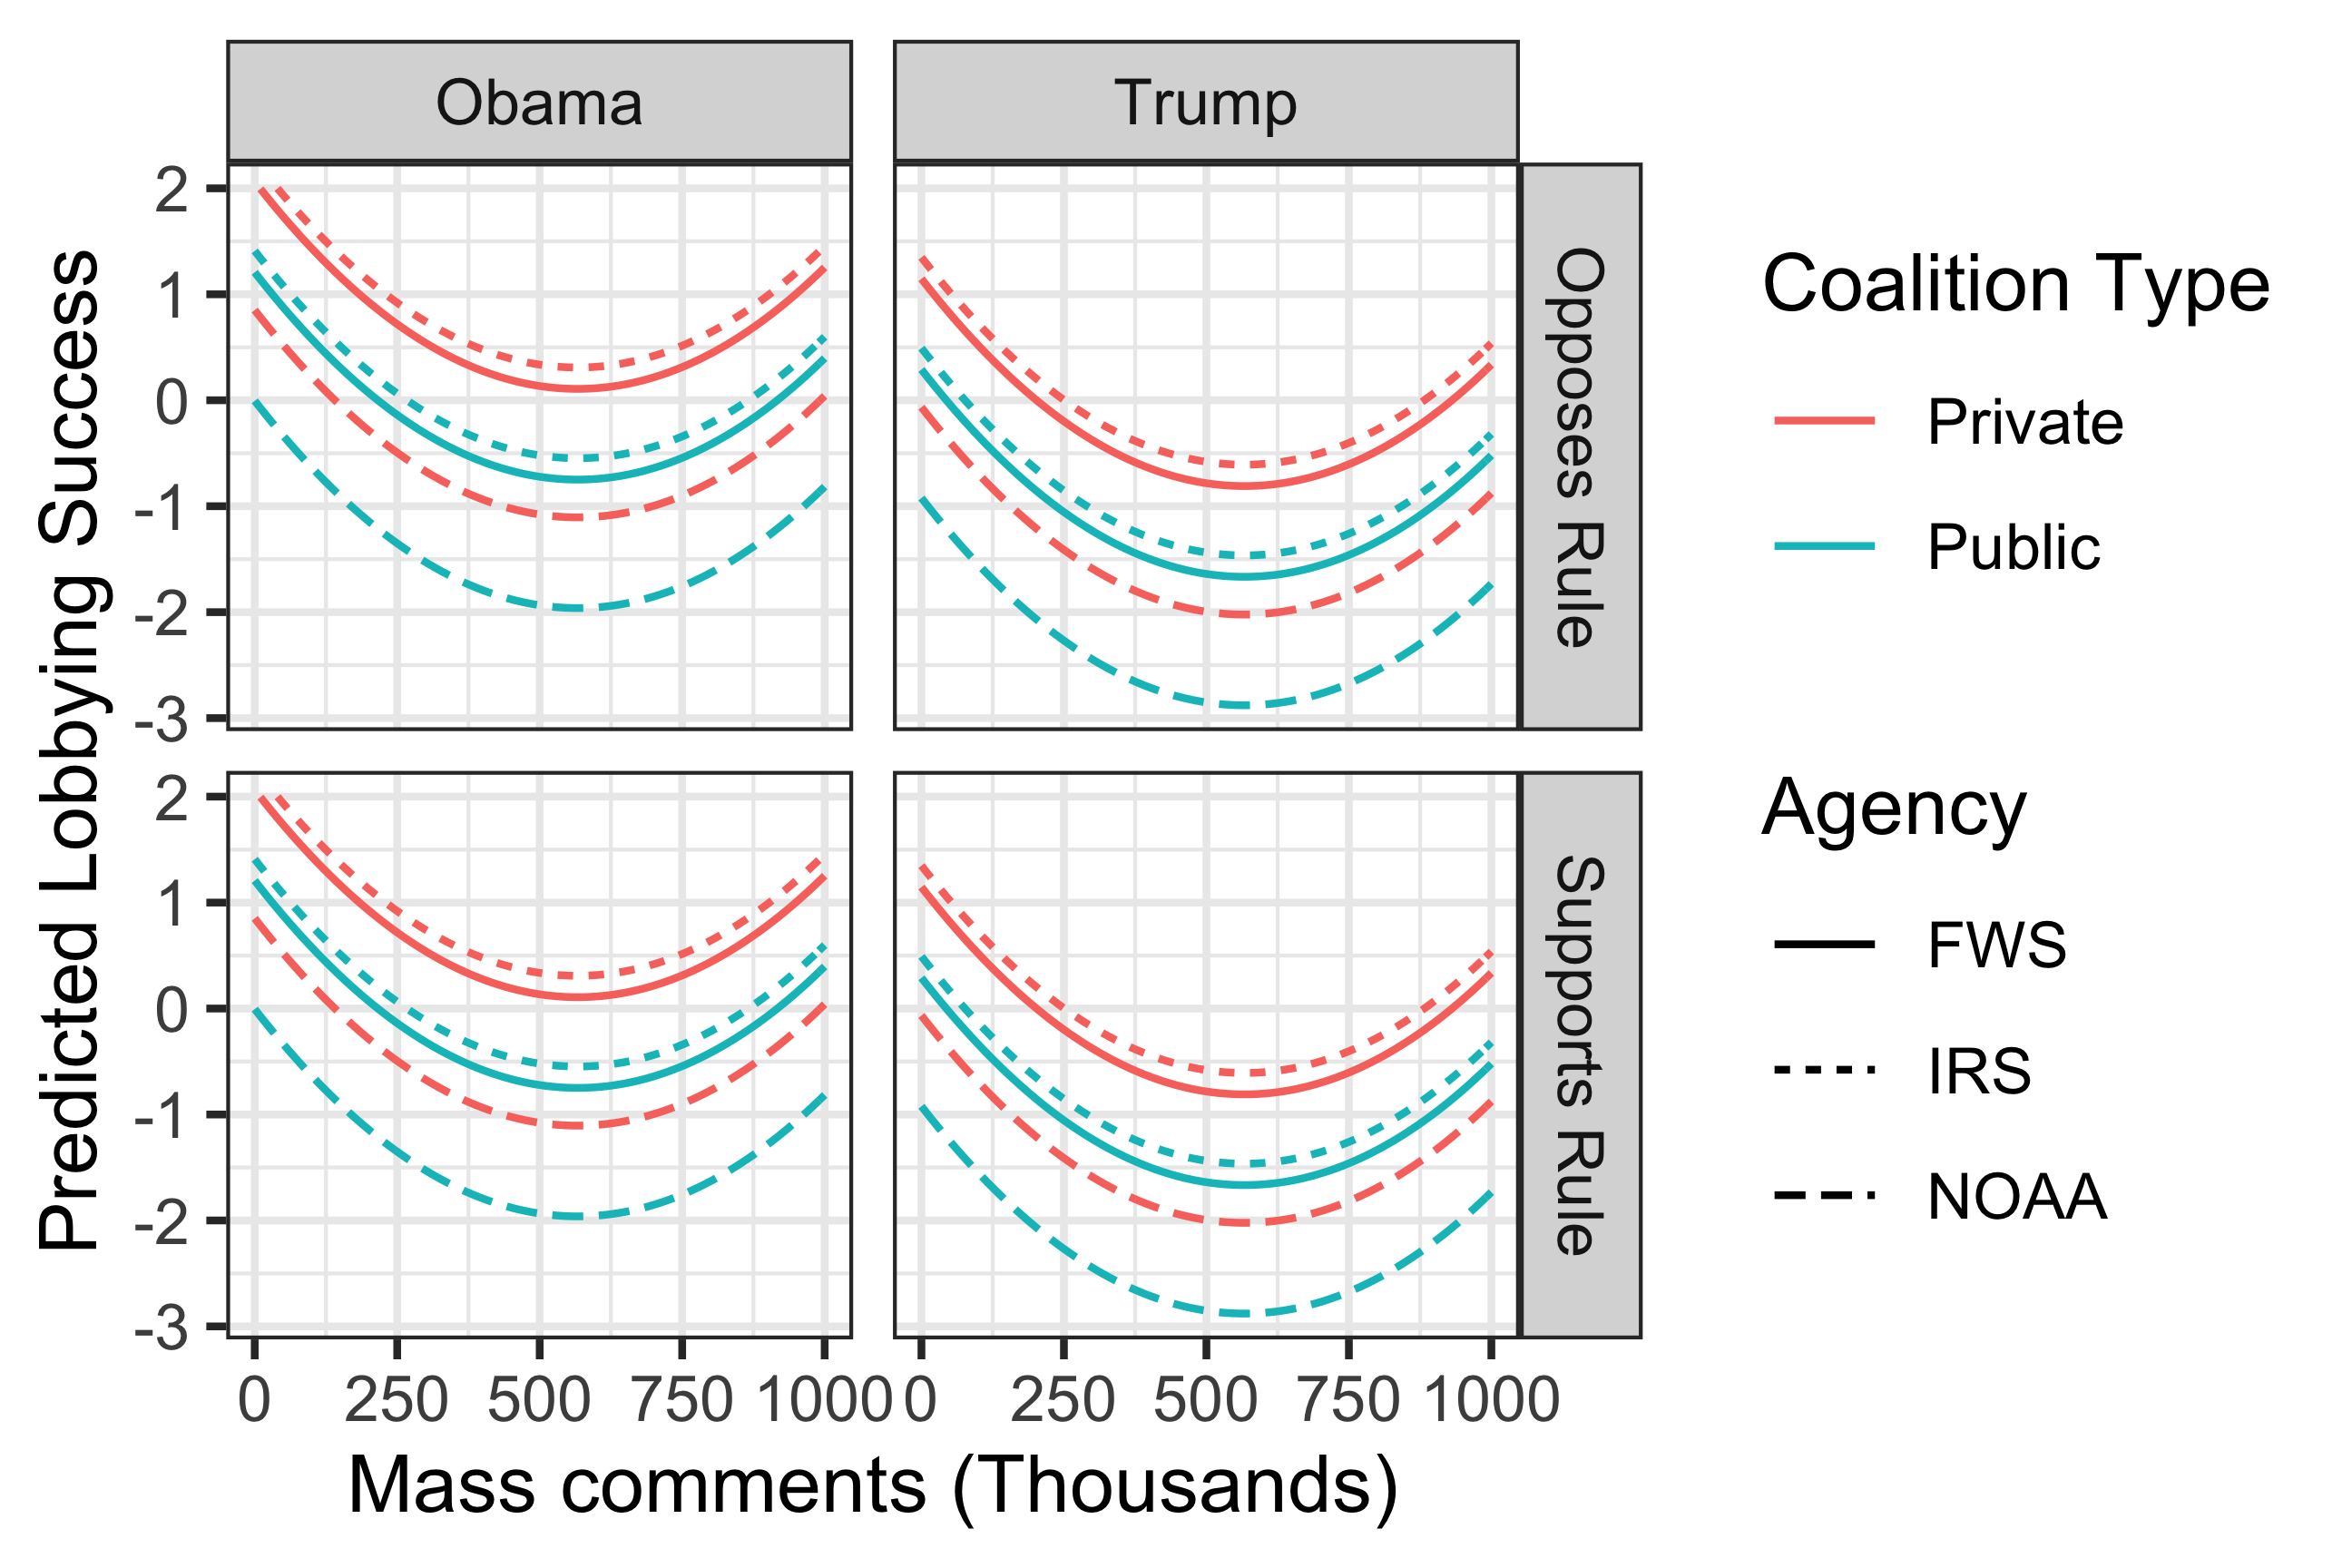 Obama
Trump
Predicted Lobbying Success
2
1
0
-1
-2
-3
Opposes Rule
2
1
0
-1
-2
-3
Supports Rule
0 250 500 750 1000
0 250 500 750 1000
Mass comments (Thousands)
Coalition Type
Private
Public
Agency
FWS
IRS
NOAA